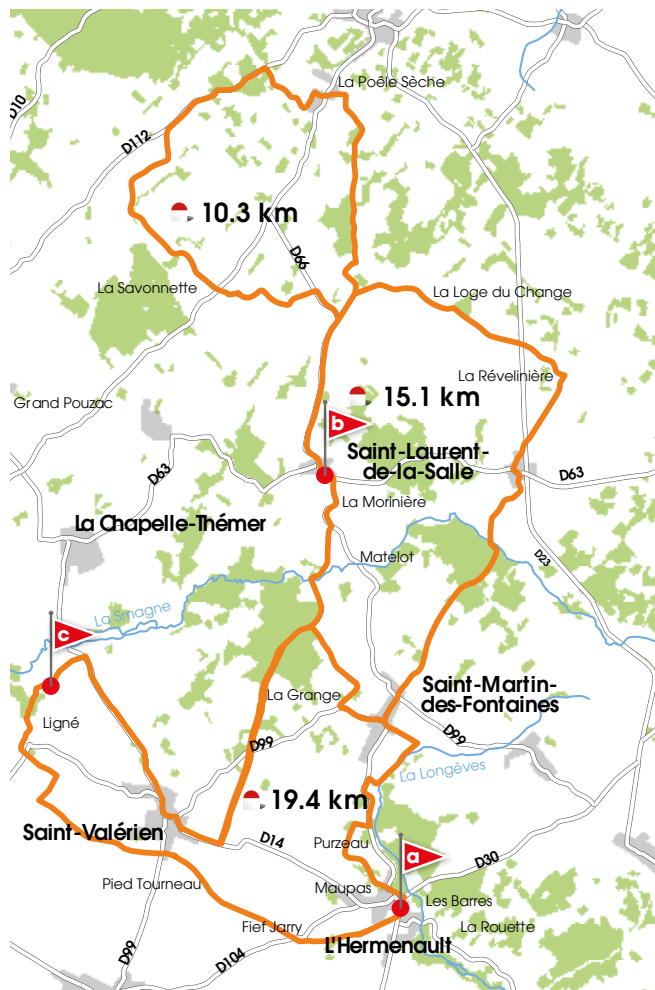 La Poêle Sèche
D10
D112
10.3 km
D66
La Savonnette
La Loge du Change
La Révelinière
Grand Pouzac
15.1 km
b
Saint-Laurent-
de-la-Salle
D63
D63
La Morinière
La Chapelle-Thémer
Matelot
D23
La Smagne
c
Saint-Martin-
des-Fontaines
La Grange
Ligné
D99
D99
La Longèves
19.4 km
Saint-Valérien
D14
Purzeau
a
D30
Pied Tourneau
Maupas
Les Barres
Fief Jarry
La Rouette
L'Hermenault
D99
D104